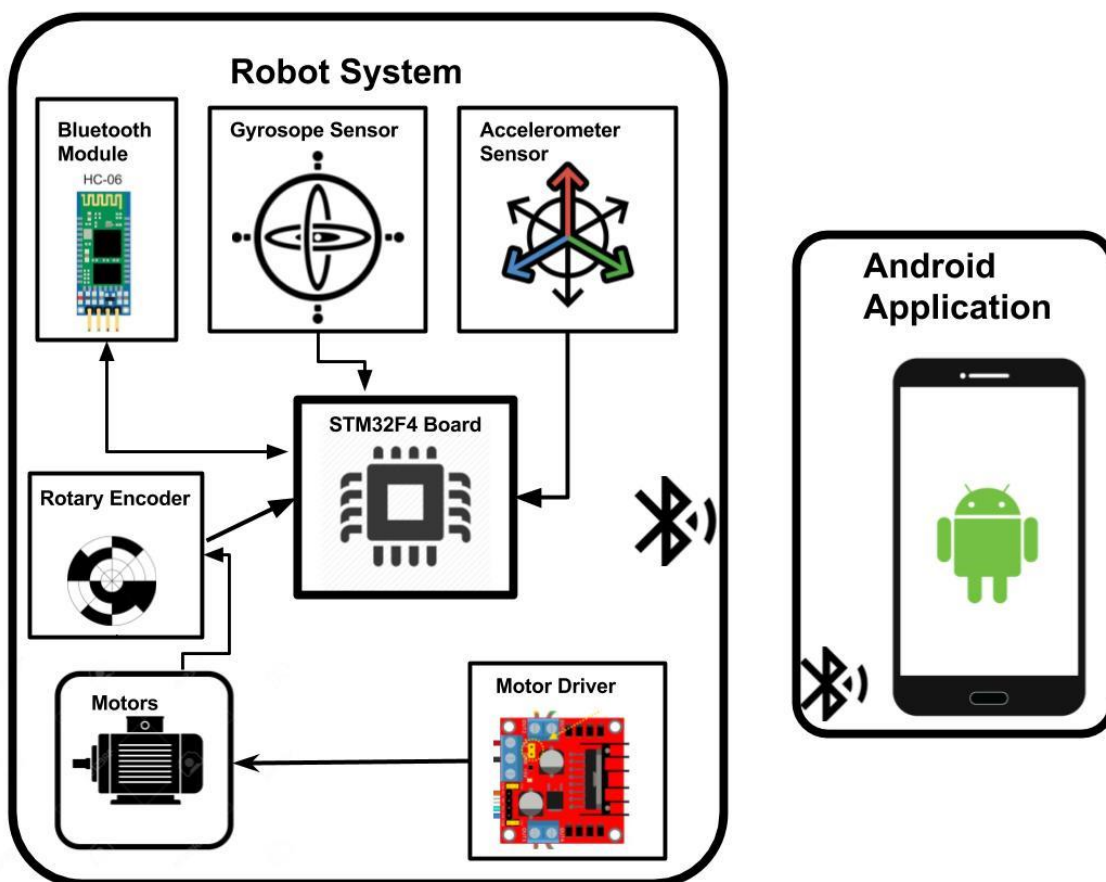 Robot System
Bluetooth
Module
HC-06
Gyrosope Sensor
Accelerometer
Sensor
STM32F4 Board
Rotary Encoder
Motors
Motor Driver
Android
Application